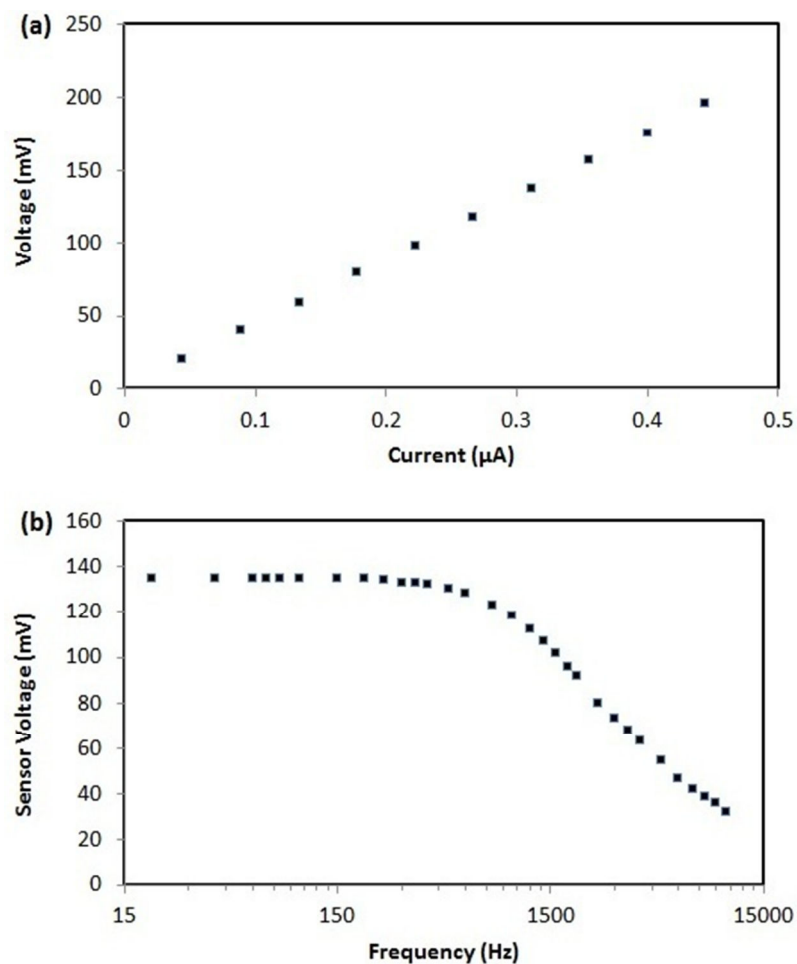 (a)
250
200
150
100
50
0
Voltage (mV)
0 0.1 0.2 0.3 0.4 0.5
Current (µA)
(b)
160
140
120
100
80
60
40
20
0
Sensor Voltage (mV)
15 150 1500 15000
Frequency (Hz)